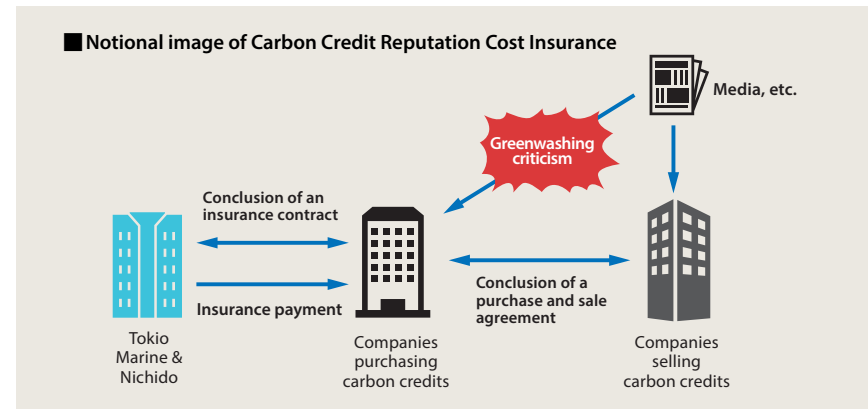 ■ Notional image of Carbon Credit Reputation Cost Insurance
Media, etc.
Greenwashing
criticism
Conclusion of an
insurance contract
Insurance payment
Conclusion of a
purchase and sale
agreement
Tokio
Marine &
Nichido
Companies
purchasing
carbon credits
Companies
selling
carbon credits